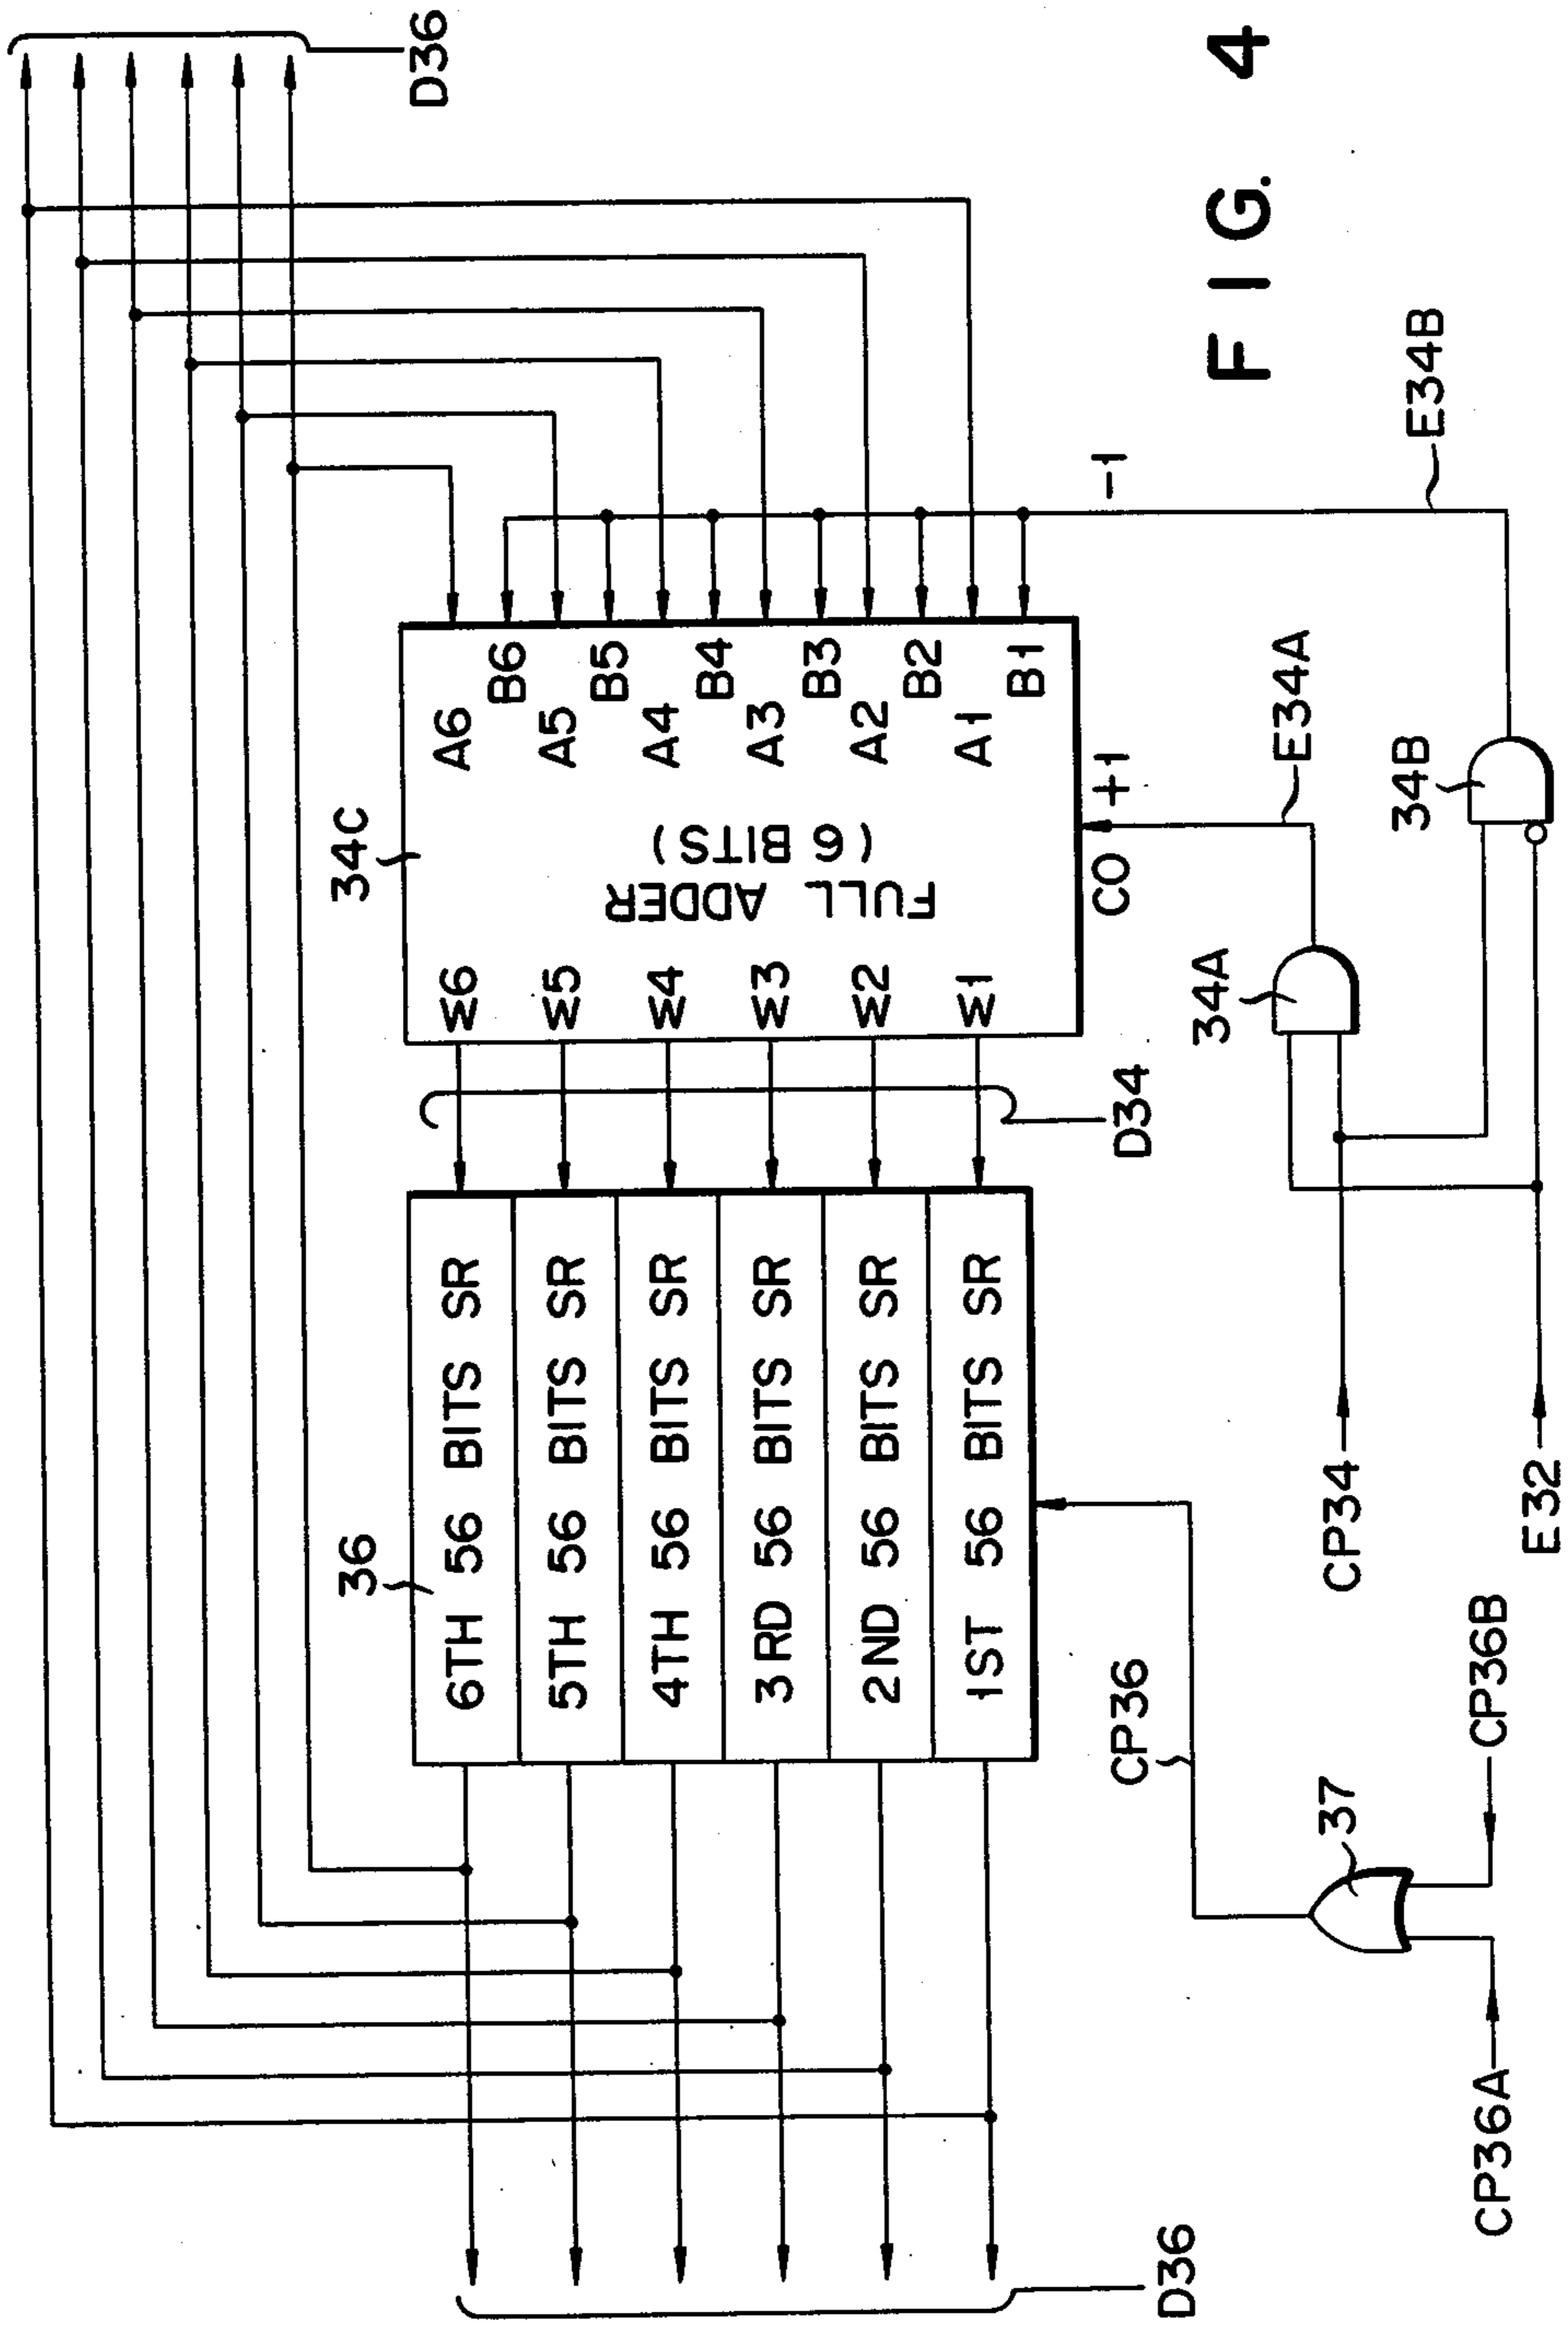 D36
34C
A6
B6
A5
B5
A4
B4
A3
B3
A2
B2
A1
B1
FULL ADDER
(6 BITS)
W6
W5
W4
W3
W2
W1
CO
+1
-1
D34
36
6TH 56 BITS SR
5TH 56 BITS SR
4TH 56 BITS SR
3RD 56 BITS SR
2ND 56 BITS SR
1ST 56 BITS SR
D36
CP36
37
CP36A
CP36B
CP34
E32
34A
E34A
34B
E34B
FIG. 4